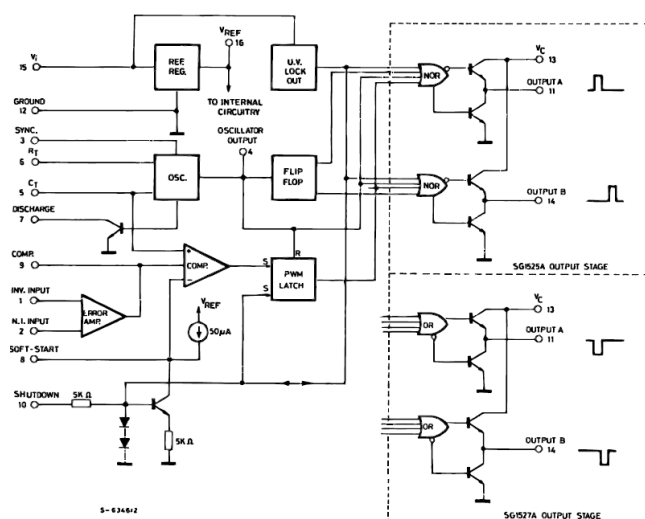 Vi
15
REF.
REG.
VREF
16
U.V.
LOCK
OUT
TO INTERNAL
CIRCUITRY
GROUND
12
SYNC.
3
RT
6
CT
5
DISCHARGE
7
OSC.
OSCILLATOR
OUTPUT
4
FLIP
FLOP
COMP.
9
INV. INPUT
1
N.I. INPUT
2
ERROR
AMP.
+
COMP.
−
S
R
PWM
LATCH
S
VREF
50µA
SOFT-START
8
SHUTDOWN
10
5KΩ
5KΩ
S-6346/2
NOR
VC
13
OUTPUT A
11
NOR
OUTPUT B
14
SG1525A OUTPUT STAGE
OR
VC
13
OUTPUT A
11
OR
OUTPUT B
14
SG1527A OUTPUT STAGE